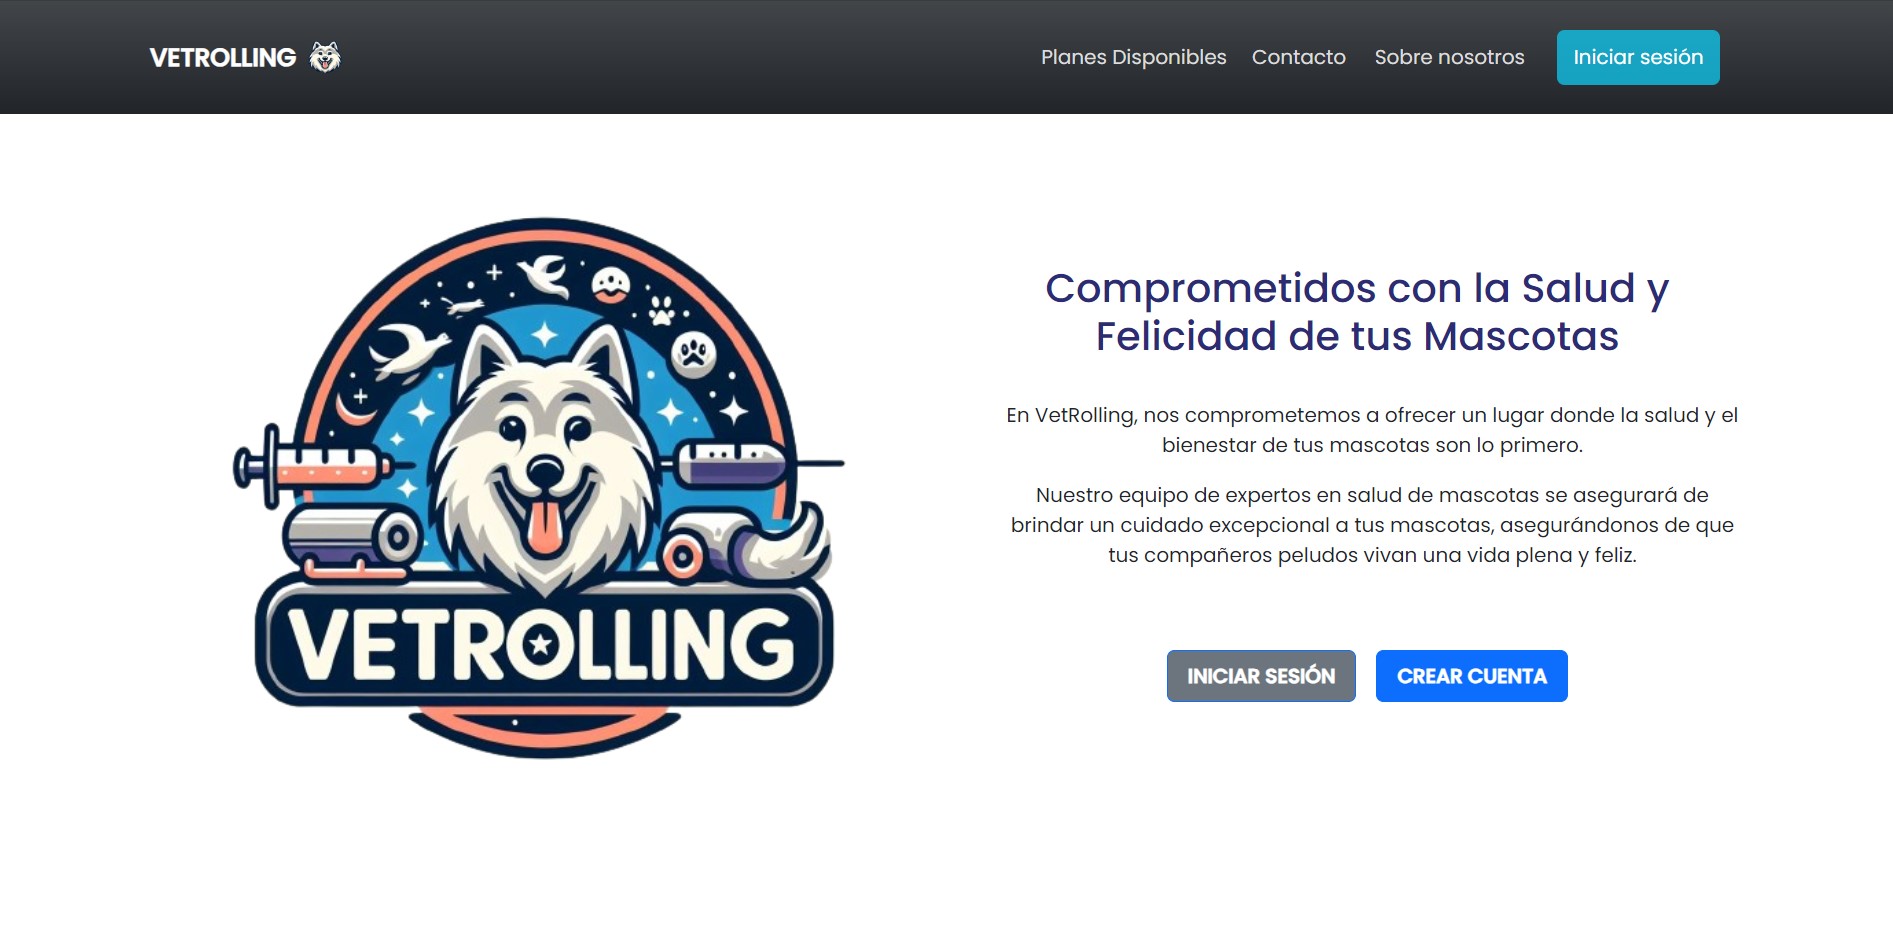 VETROLLING
Planes Disponibles
Contacto
Sobre nosotros
Iniciar sesión
VETROLLING
Comprometidos con la Salud y
Felicidad de tus Mascotas
En VetRolling, nos comprometemos a ofrecer un lugar donde la salud y el
bienestar de tus mascotas son lo primero.
Nuestro equipo de expertos en salud de mascotas se asegurará de
brindar un cuidado excepcional a tus mascotas, asegurándonos de que
tus compañeros peludos vivan una vida plena y feliz.
INICIAR SESIÓN
CREAR CUENTA